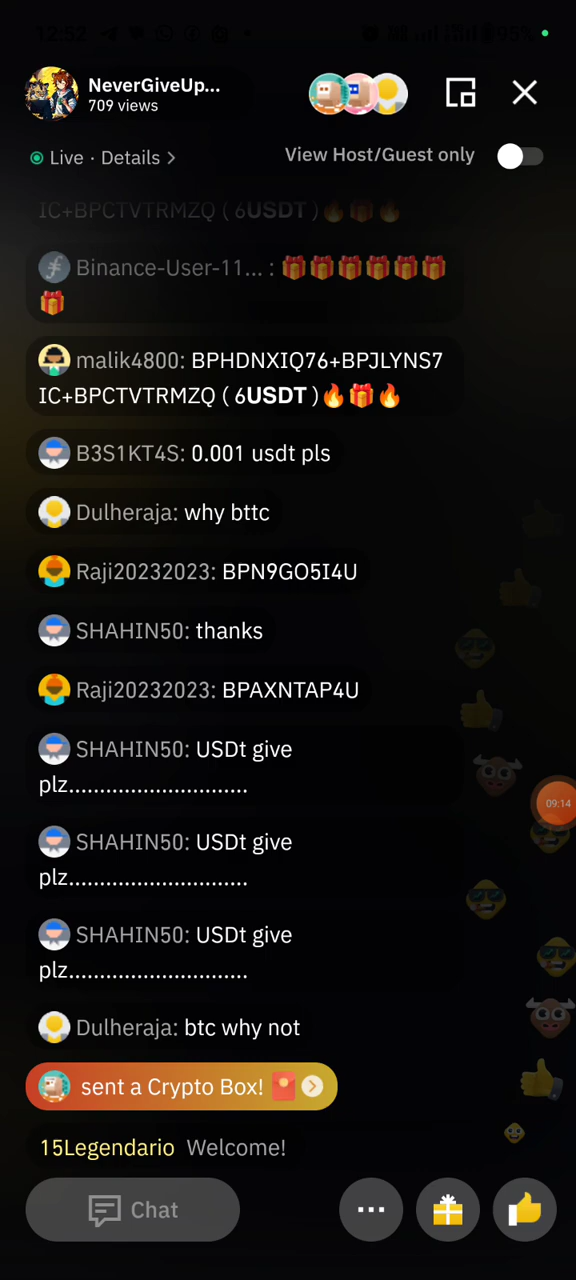 12:52
95%
NeverGiveUp...
709 views
Live · Details >
View Host/Guest only
IC+BPCTVTRMZQ ( 6USDT )🔥🎁🔥
Binance-User-11... : 🎁🎁🎁🎁🎁🎁
🎁
malik4800: BPHDNXIQ76+BPJLYNS7
IC+BPCTVTRMZQ ( 6USDT )🔥🎁🔥
B3S1KT4S: 0.001 usdt pls
Dulheraja: why bttc
Raji20232023: BPN9GO5I4U
SHAHIN50: thanks
Raji20232023: BPAXNTAP4U
SHAHIN50: USDt give
plz..............................
SHAHIN50: USDt give
plz..............................
09:14
SHAHIN50: USDt give
plz..............................
Dulheraja: btc why not
sent a Crypto Box!
15Legendario Welcome!
Chat